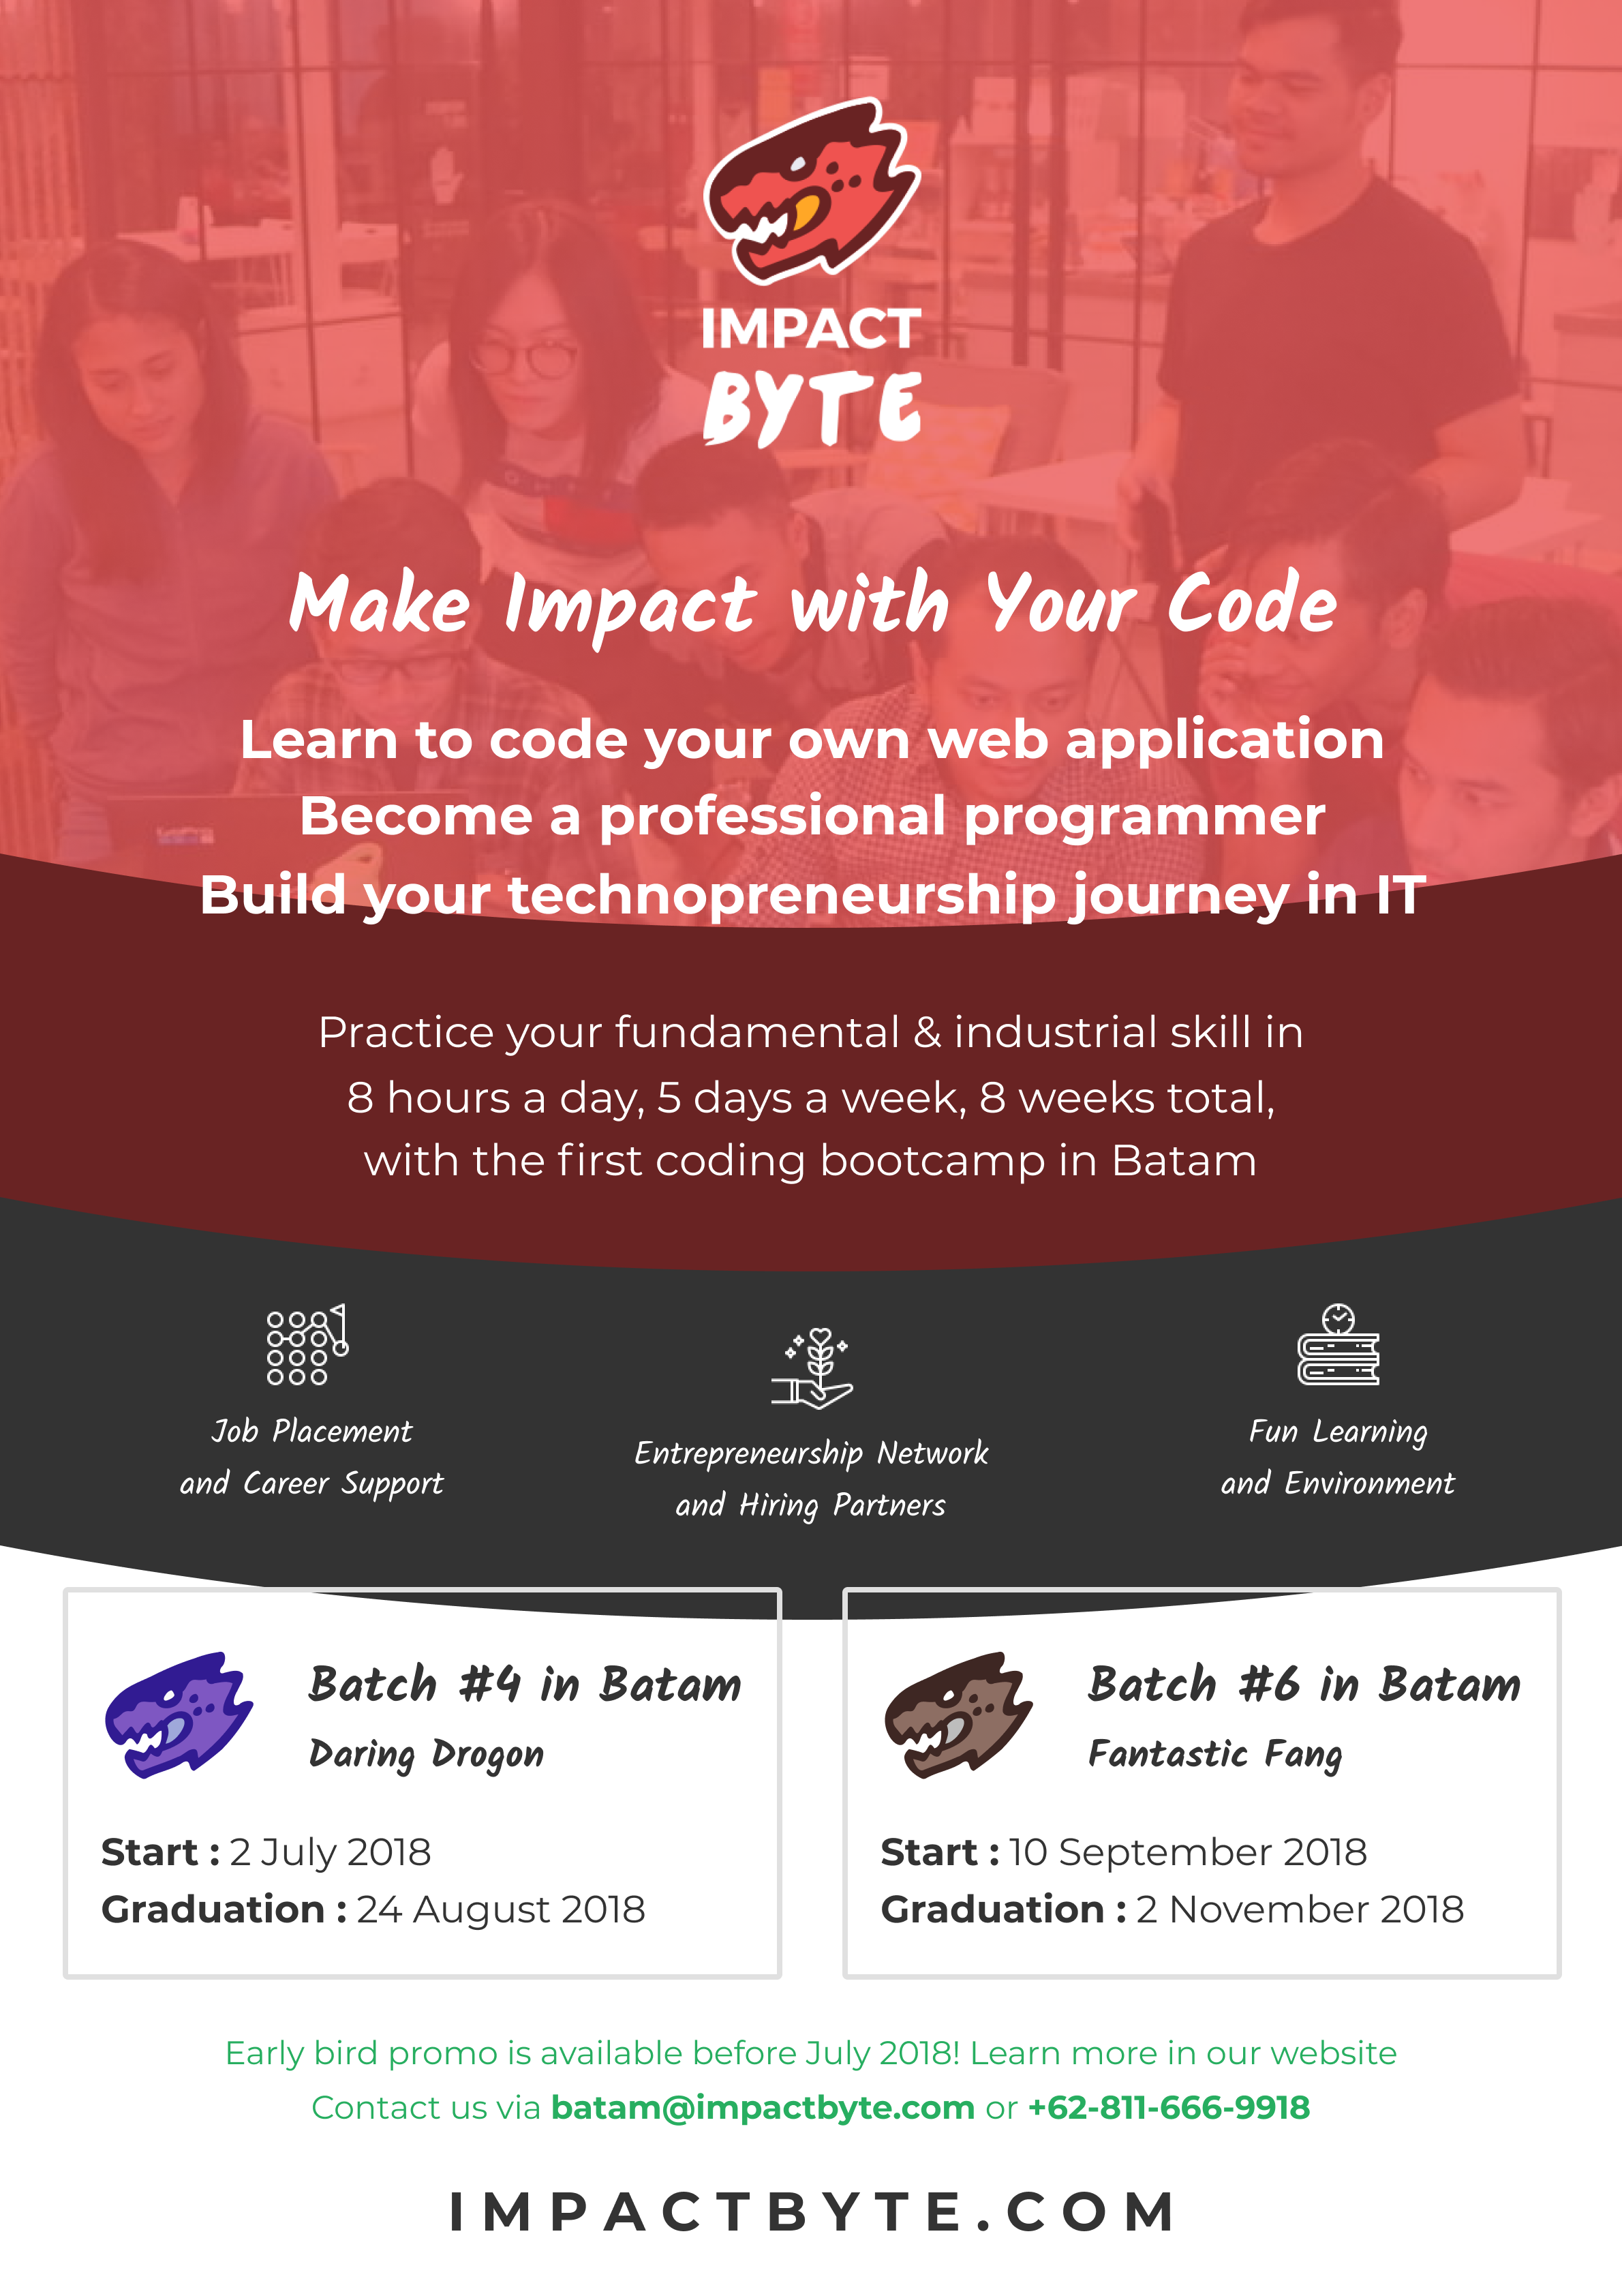 IMPACT
BYTE
Make Impact with Your Code
Learn to code your own web application
Become a professional programmer
Build your technopreneurship journey in IT
Practice your fundamental & industrial skill in
8 hours a day, 5 days a week, 8 weeks total,
with the first coding bootcamp in Batam
Job Placement
and Career Support
Entrepreneurship Network
and Hiring Partners
Fun Learning
and Environment
Batch #4 in Batam
Daring Drogon
Start : 2 July 2018
Graduation : 24 August 2018
Batch #6 in Batam
Fantastic Fang
Start : 10 September 2018
Graduation : 2 November 2018
Early bird promo is available before July 2018! Learn more in our website
Contact us via batam@impactbyte.com or +62-811-666-9918
IMPACTBYTE.COM